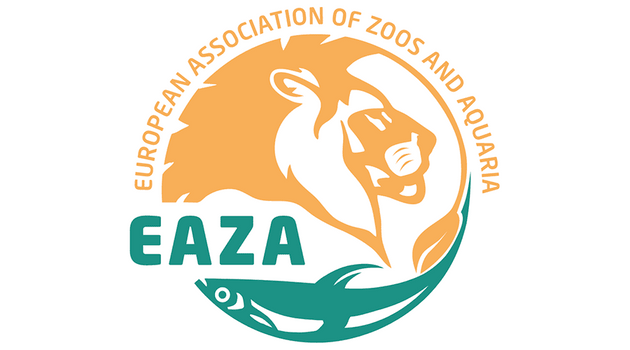 EUROPEAN ASSOCIATION OF ZOOS AND AQUARIA
EAZA